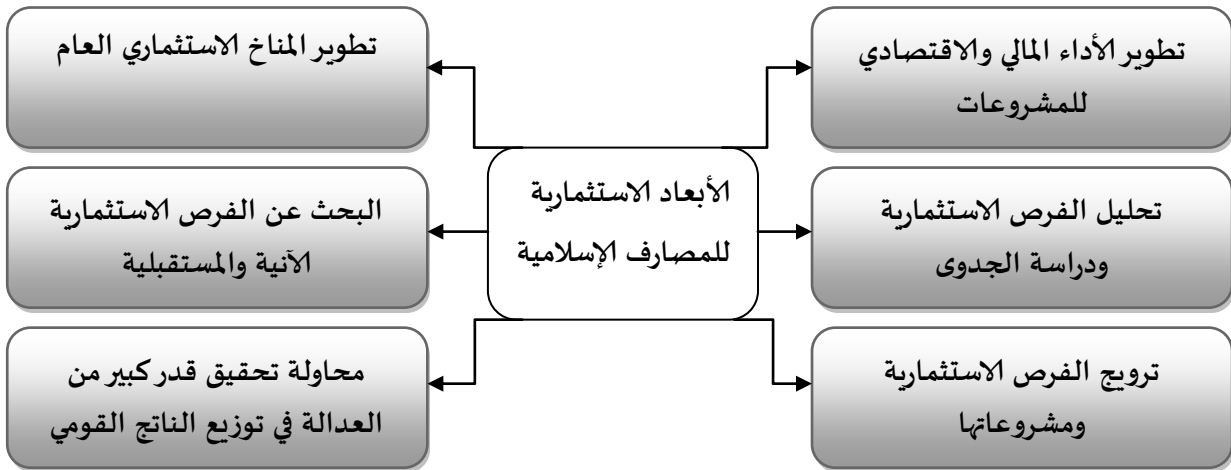 الأبعاد الاستثمارية
للمصارف الإسلامية
تطوير الأداء المالي والاقتصادي
للمشروعات
تحليل الفرص الاستثمارية
ودراسة الجدوى
ترويج الفرص الاستثمارية
ومشروعاتها
تطوير المناخ الاستثماري العام
البحث عن الفرص الاستثمارية
الآنية والمستقبلية
محاولة تحقيق قدر كبير من
العدالة في توزيع الناتج القومي